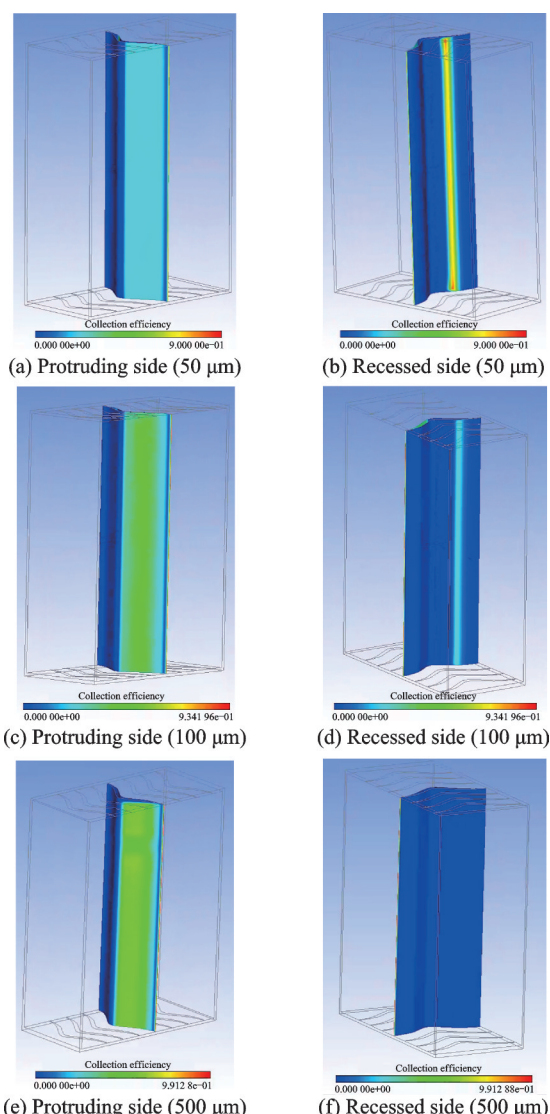 Collection efficiency
0.000 00e+00 9.000 00e−01
(a) Protruding side (50 μm)
Collection efficiency
0.000 00e+00 9.000 00e−01
(b) Recessed side (50 μm)
Collection efficiency
0.000 00e+00 9.341 96e−01
(c) Protruding side (100 μm)
Collection efficiency
0.000 00e+00 9.341 96e−01
(d) Recessed side (100 μm)
Collection efficiency
0.000 00e+00 9.912 8e−01
(e) Protruding side (500 μm)
Collection efficiency
0.000 00e+00 9.912 88e−01
(f) Recessed side (500 μm)